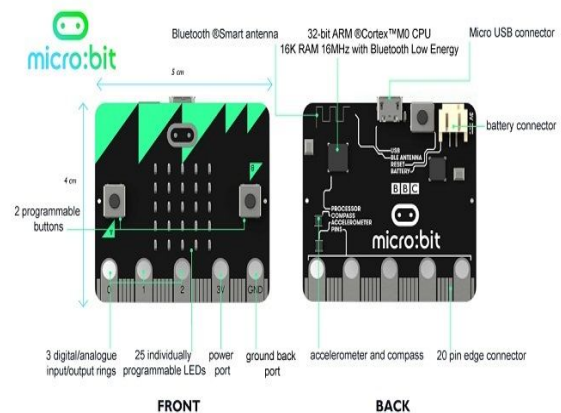 micro:bit
Bluetooth ®Smart antenna
32-bit ARM ®Cortex™M0 CPU
16K RAM 16MHz with Bluetooth Low Energy
Micro USB connector
5 cm
4 cm
battery connector
USB
BLE ANTENNA
RESET
BATTERY
BBC
2 programmable
buttons
A
B
PROCESSOR
COMPASS
ACCELEROMETER
PINS
micro:bit
0
1
2
3V
GND
3 digital/analogue
input/output rings
25 individually
programmable LEDs
power
port
ground back
port
accelerometer and compass
20 pin edge connector
FRONT
BACK